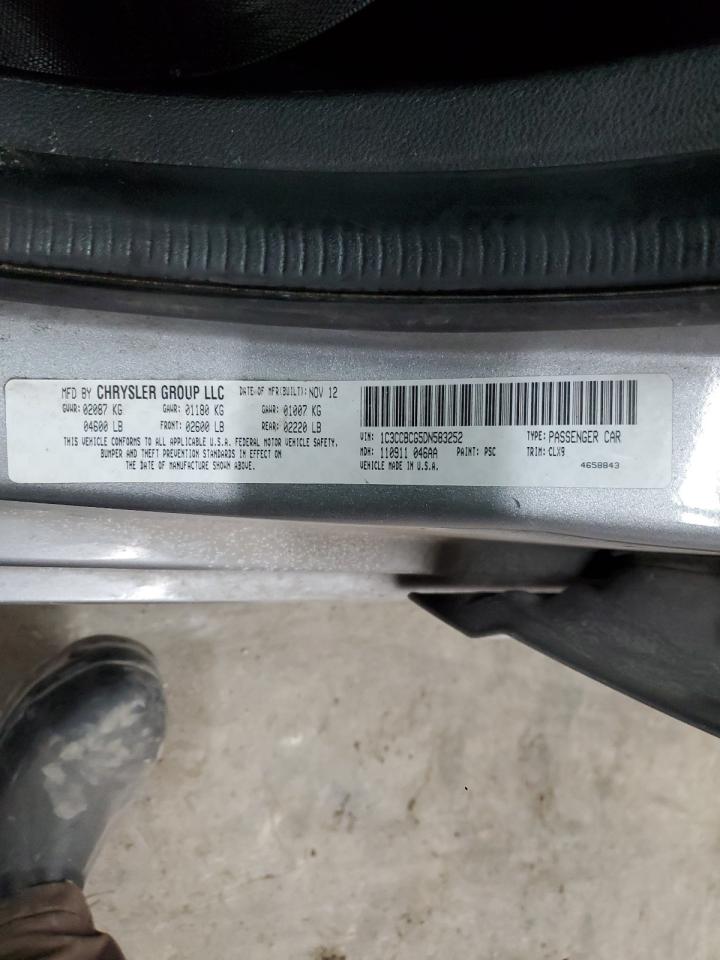 MFD BY CHRYSLER GROUP LLC DATE-OF MFR(BUILT): NOV 12
GVWR: 02087 KG GAWR: 01180 KG GAWR: 01007 KG
04600 LB FRONT: 02600 LB REAR: 02220 LB
THIS VEHICLE CONFORMS TO ALL APPLICABLE U.S.A. FEDERAL MOTOR VEHICLE SAFETY,
BUMPER AND THEFT PREVENTION STANDARDS IN EFFECT ON
THE DATE OF MANUFACTURE SHOWN ABOVE.
VIN: 1C3CCBCG5DN583252 TYPE: PASSENGER CAR
MDH: 110911 046AA PAINT: PSC TRIM: CLX9
VEHICLE MADE IN U.S.A. 4658843